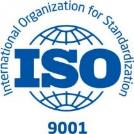 International Organization for Standardization
ISO
9001